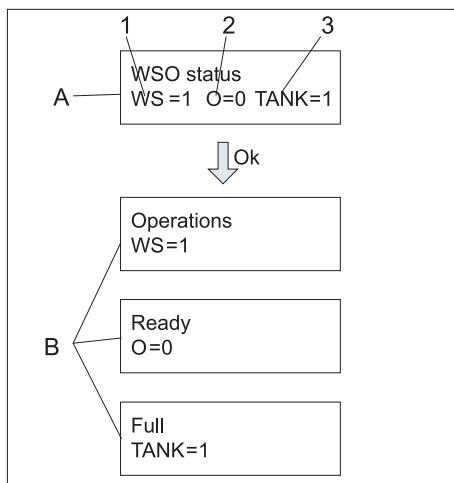 1 2 3
A
WSO status
WS =1 O=0 TANK=1
Ok
Operations
WS=1
B
Ready
O=0
Full
TANK=1